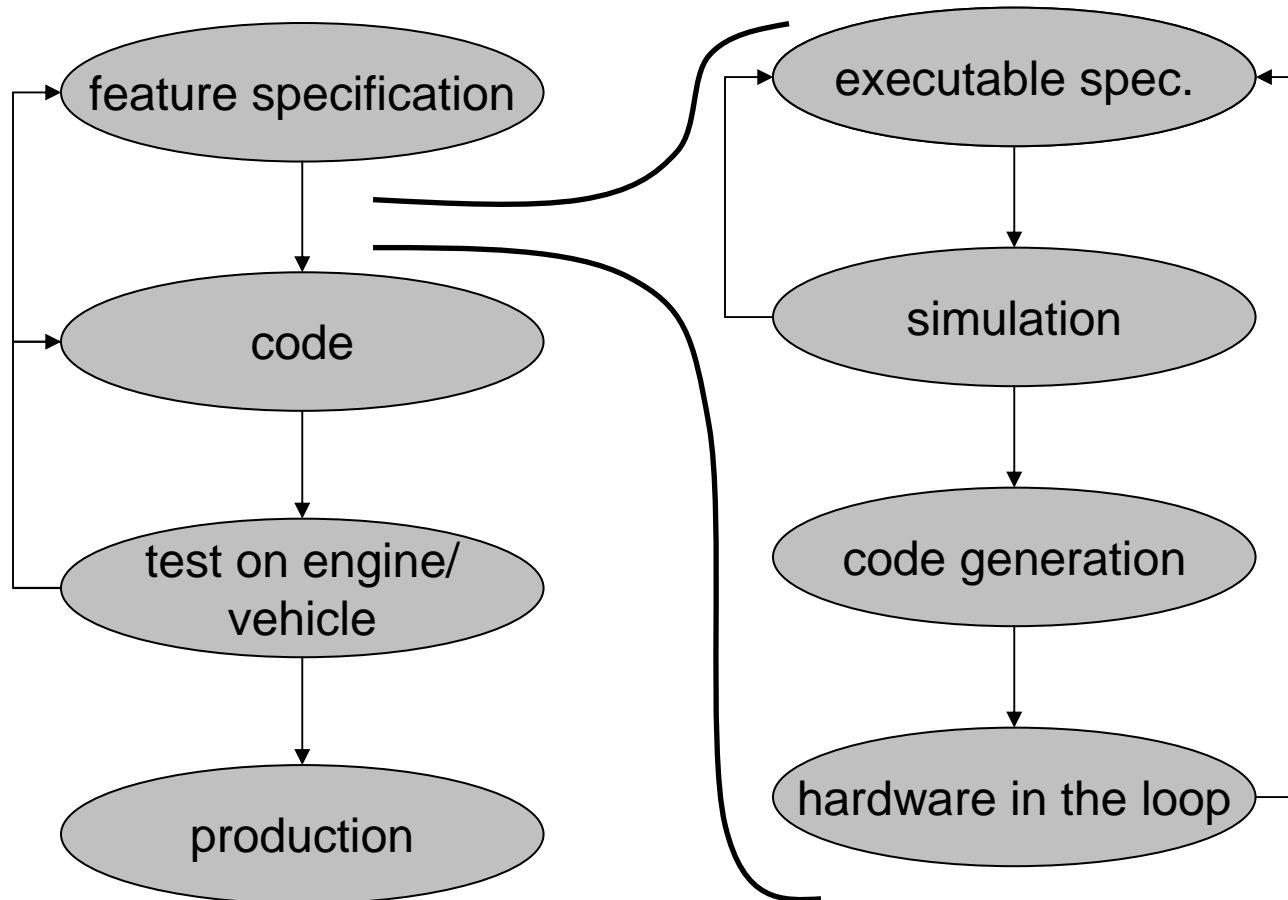 feature specification
code
test on engine/
vehicle
production
executable spec.
simulation
code generation
hardware in the loop